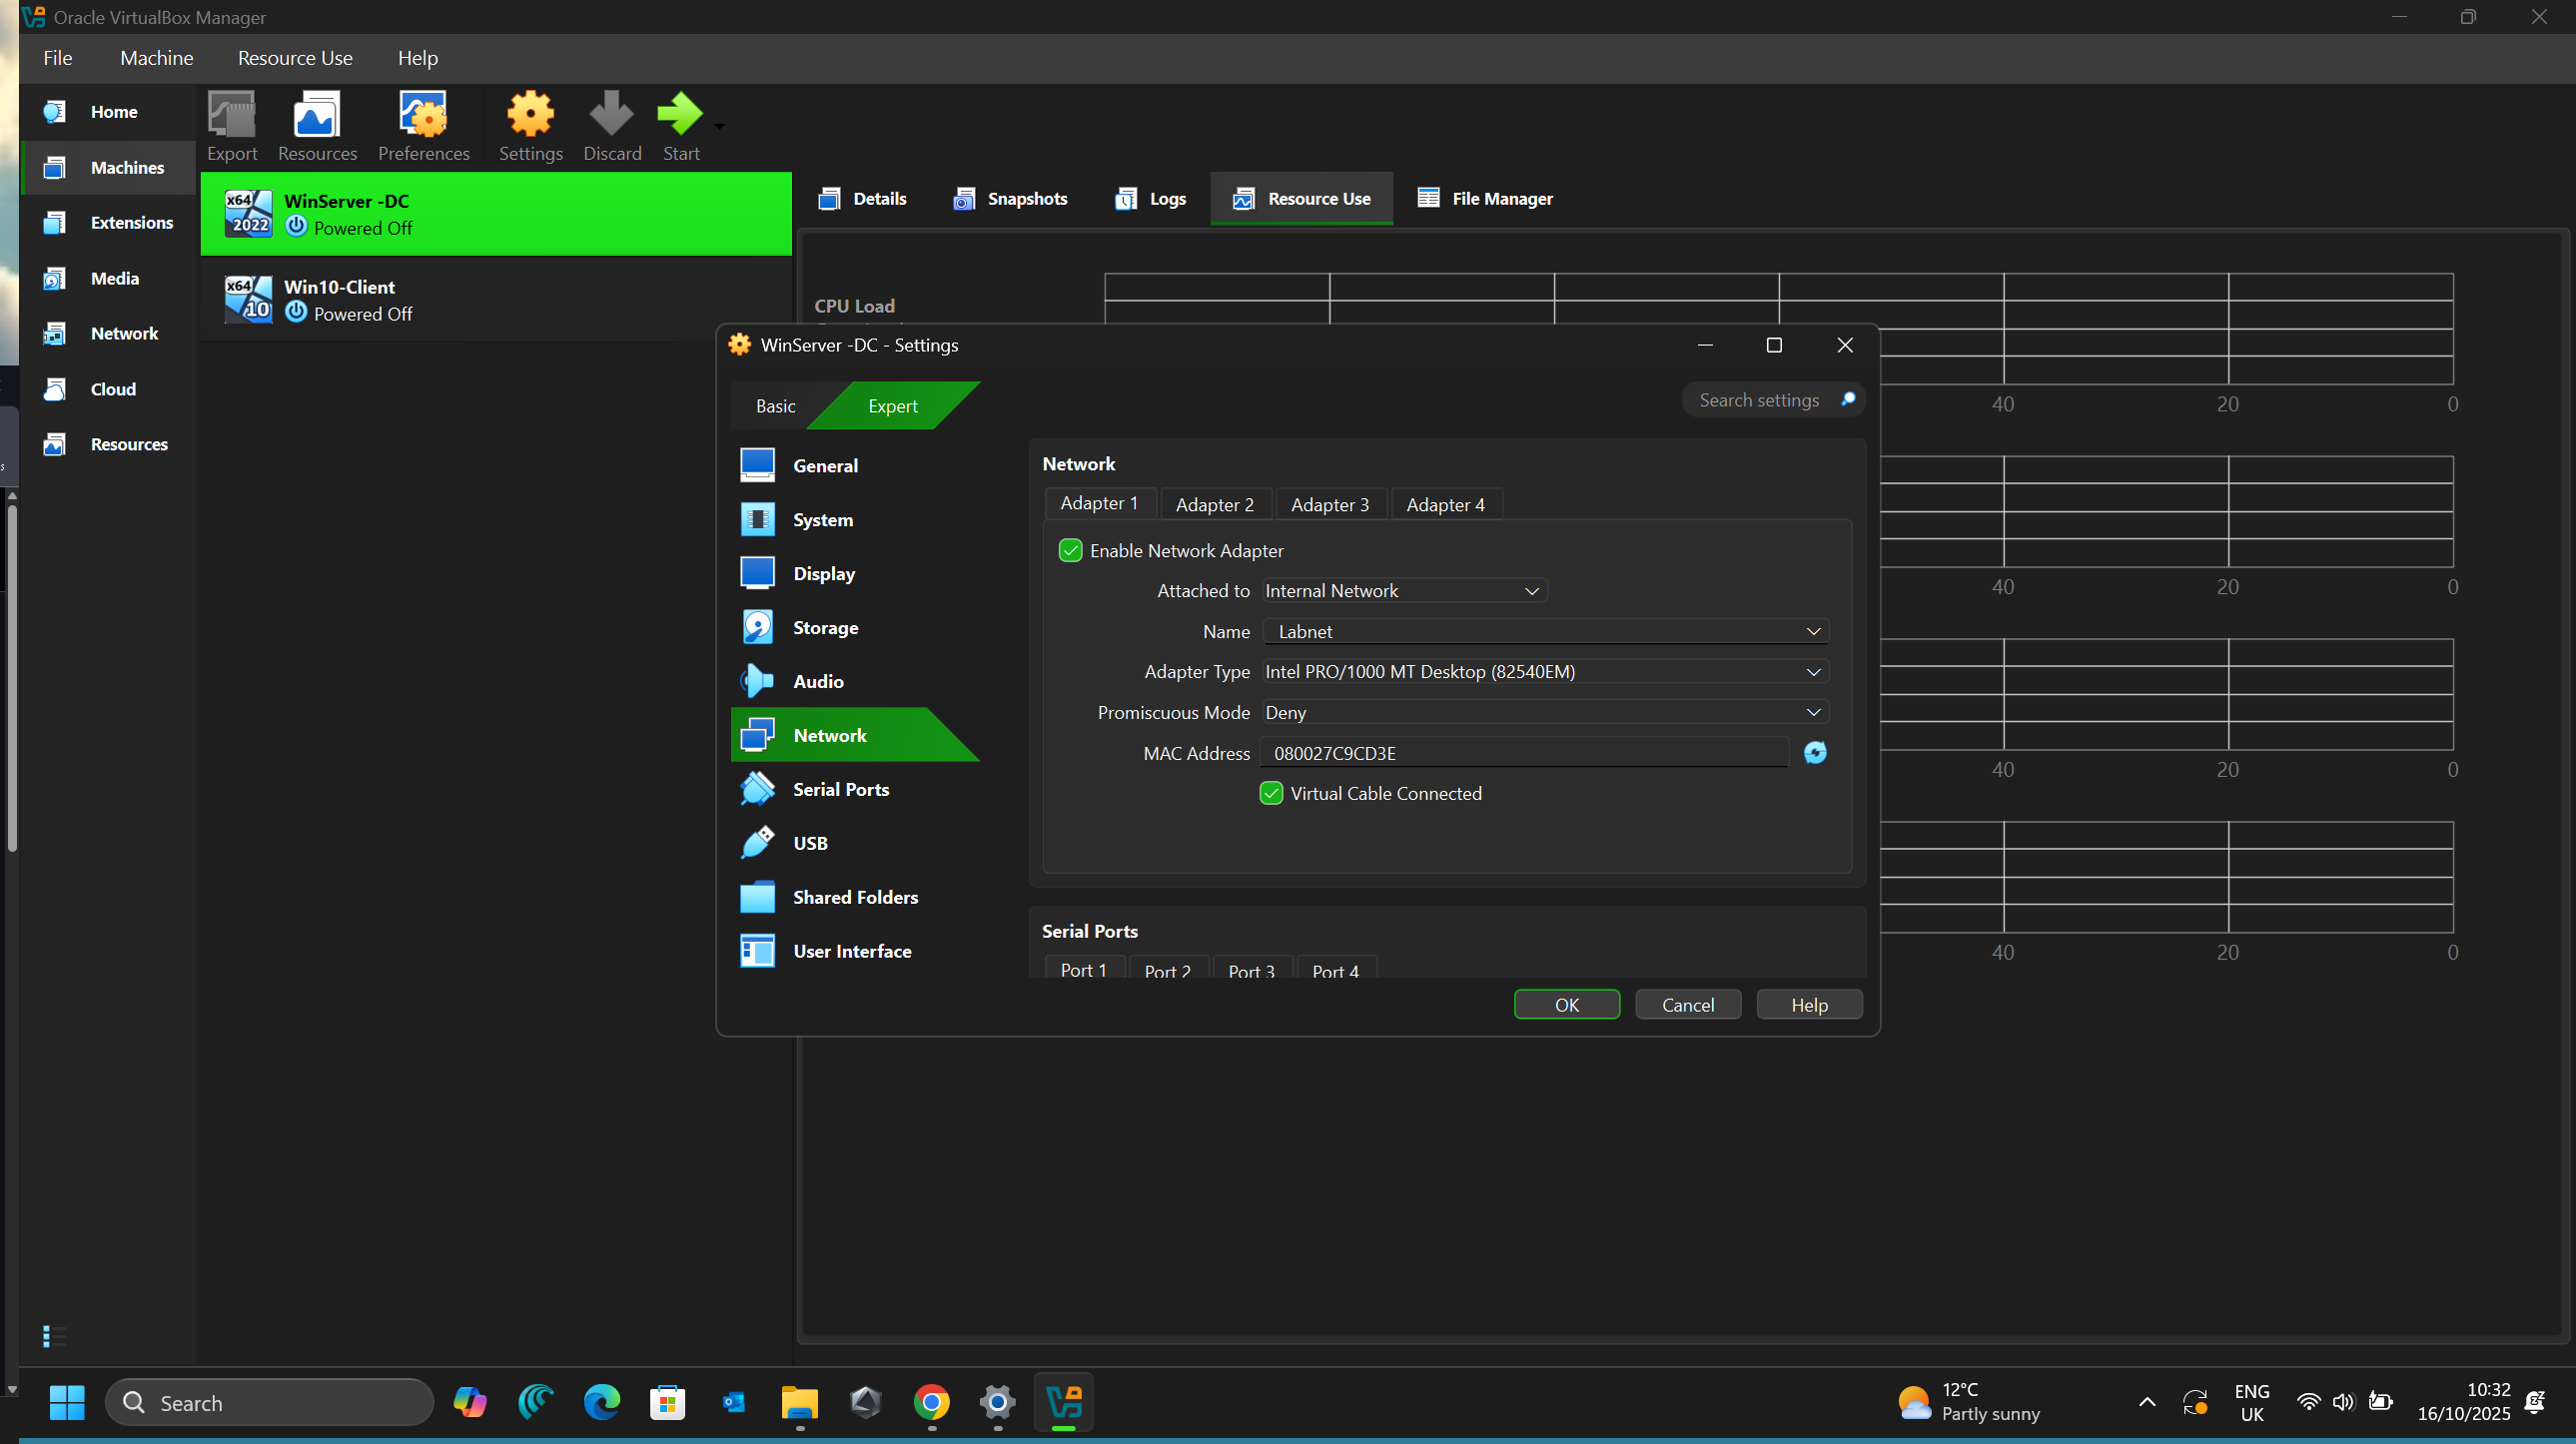 Oracle VirtualBox Manager
File Machine Resource Use Help
Home
Machines
Extensions
Media
Network
Cloud
Resources
Export Resources Preferences Settings Discard Start
x64 2022 WinServer -DC
Powered Off
x64 10 Win10-Client
Powered Off
Details Snapshots Logs Resource Use File Manager
CPU Load
40 20 0
40 20 0
40 20 0
40 20 0
WinServer -DC - Settings
Basic Expert
Search settings
General
System
Display
Storage
Audio
Network
Serial Ports
USB
Shared Folders
User Interface
Network
Adapter 1 Adapter 2 Adapter 3 Adapter 4
Enable Network Adapter
Attached to Internal Network
Name Labnet
Adapter Type Intel PRO/1000 MT Desktop (82540EM)
Promiscuous Mode Deny
MAC Address 080027C9CD3E
Virtual Cable Connected
Serial Ports
Port 1 Port 2 Port 3 Port 4
OK Cancel Help
Search
12°C
Partly sunny
ENG
UK
10:32
16/10/2025